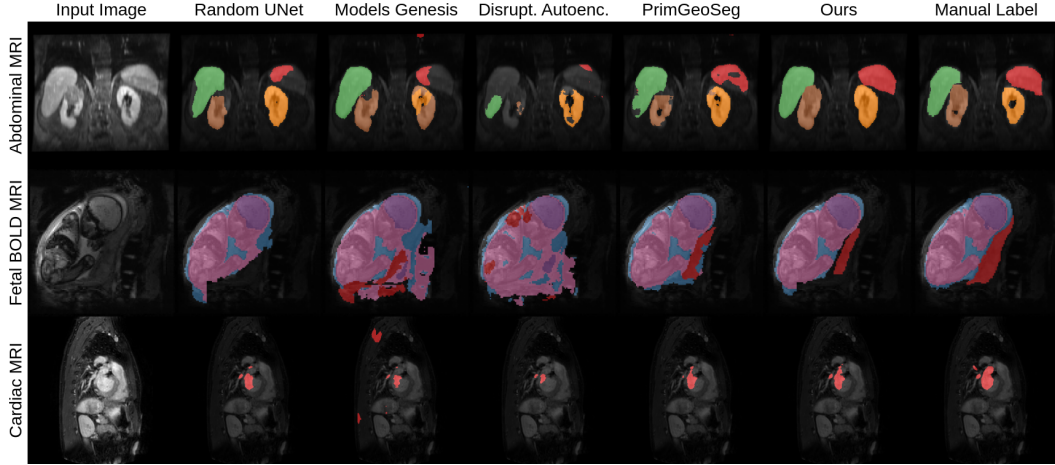 Input Image
Random UNet
Models Genesis
Disrupt. Autoenc.
PrimGeoSeg
Ours
Manual Label
Abdominal MRI
Fetal BOLD MRI
Cardiac MRI